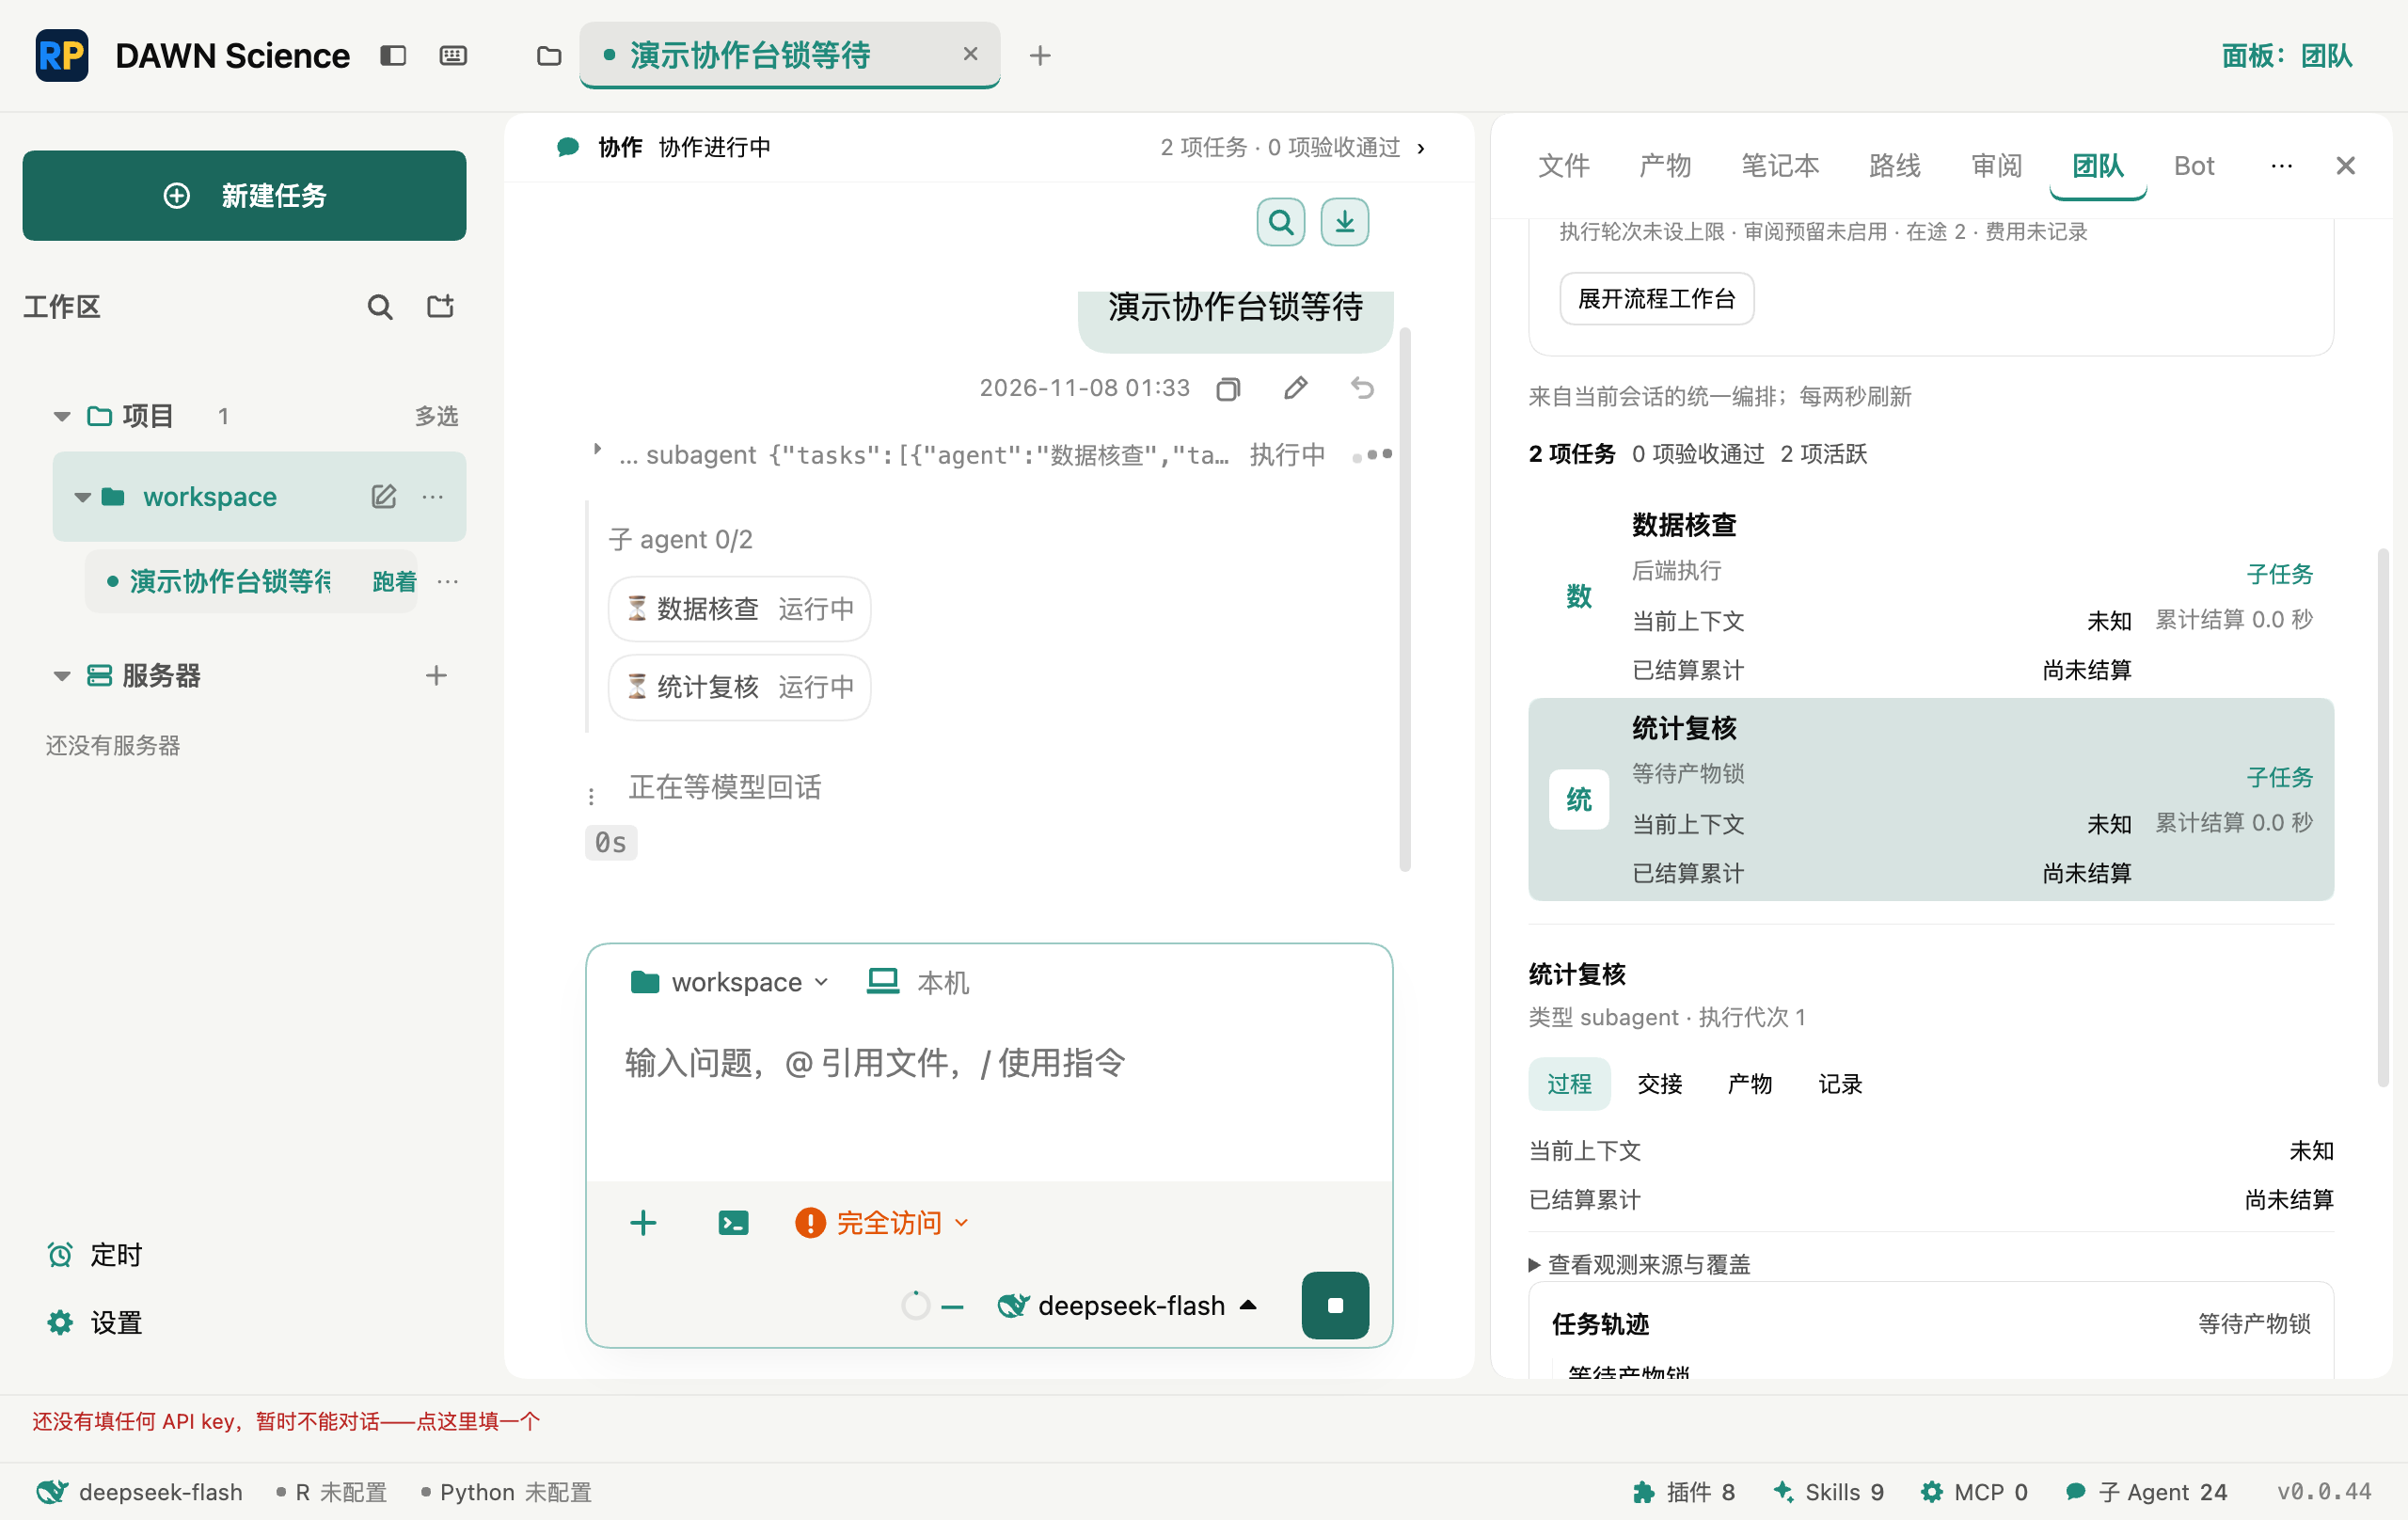 RP DAWN Science
演示协作台锁等待
面板：团队
新建任务
工作区
项目 1 多选
workspace
演示协作台锁等待 跑着
服务器
还没有服务器
定时
设置
协作 协作进行中 2 项任务 · 0 项验收通过
演示协作台锁等待
2026-11-08 01:33
... subagent {"tasks":[{"agent":"数据核查","ta… 执行中
子 agent 0/2
数据核查 运行中
统计复核 运行中
正在等模型回话
0s
workspace 本机
输入问题，@ 引用文件，/ 使用指令
完全访问
deepseek-flash
文件 产物 笔记本 路线 审阅 团队 Bot
执行轮次未设上限 · 审阅预留未启用 · 在途 2 · 费用未记录
展开流程工作台
来自当前会话的统一编排；每两秒刷新
2 项任务 0 项验收通过 2 项活跃
数
数据核查
后端执行
子任务
当前上下文 未知 累计结算 0.0 秒
已结算累计 尚未结算
统
统计复核
等待产物锁
子任务
当前上下文 未知 累计结算 0.0 秒
已结算累计 尚未结算
统计复核
类型 subagent · 执行代次 1
过程 交接 产物 记录
当前上下文 未知
已结算累计 尚未结算
查看观测来源与覆盖
任务轨迹 等待产物锁
等待产物锁
还没有填任何 API key，暂时不能对话——点这里填一个
deepseek-flash R 未配置 Python 未配置
插件 8 Skills 9 MCP 0 子 Agent 24 v0.0.44